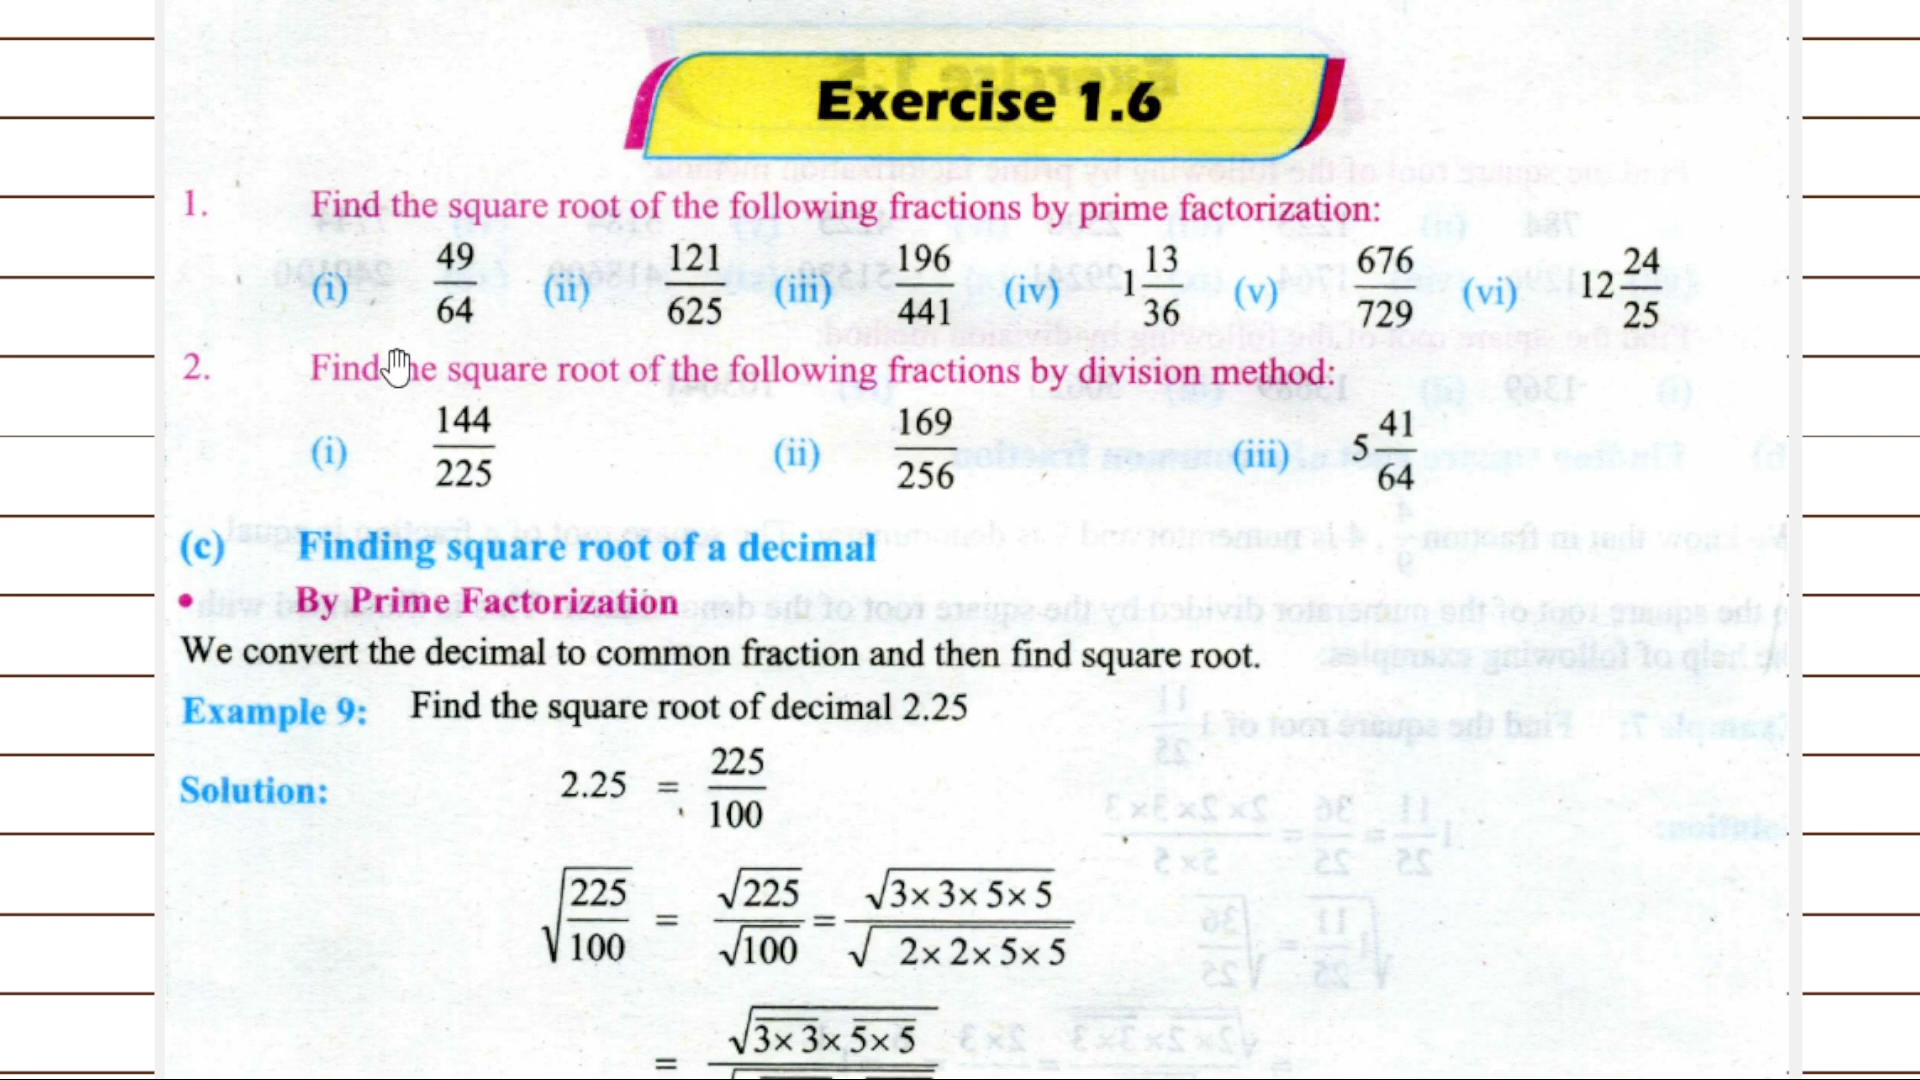 Exercise 1.6
1. Find the square root of the following fractions by prime factorization:
(i) 49/64 (ii) 121/625 (iii) 196/441 (iv) 1 13/36 (v) 676/729 (vi) 12 24/25
2. Find the square root of the following fractions by division method:
(i) 144/225 (ii) 169/256 (iii) 5 41/64
(c) Finding square root of a decimal
• By Prime Factorization
We convert the decimal to common fraction and then find square root.
Example 9: Find the square root of decimal 2.25
Solution: 2.25 = 225/100
√(225/100) = √225/√100 = √(3×3×5×5)/√(2×2×5×5)
= √(3×3×5×5)